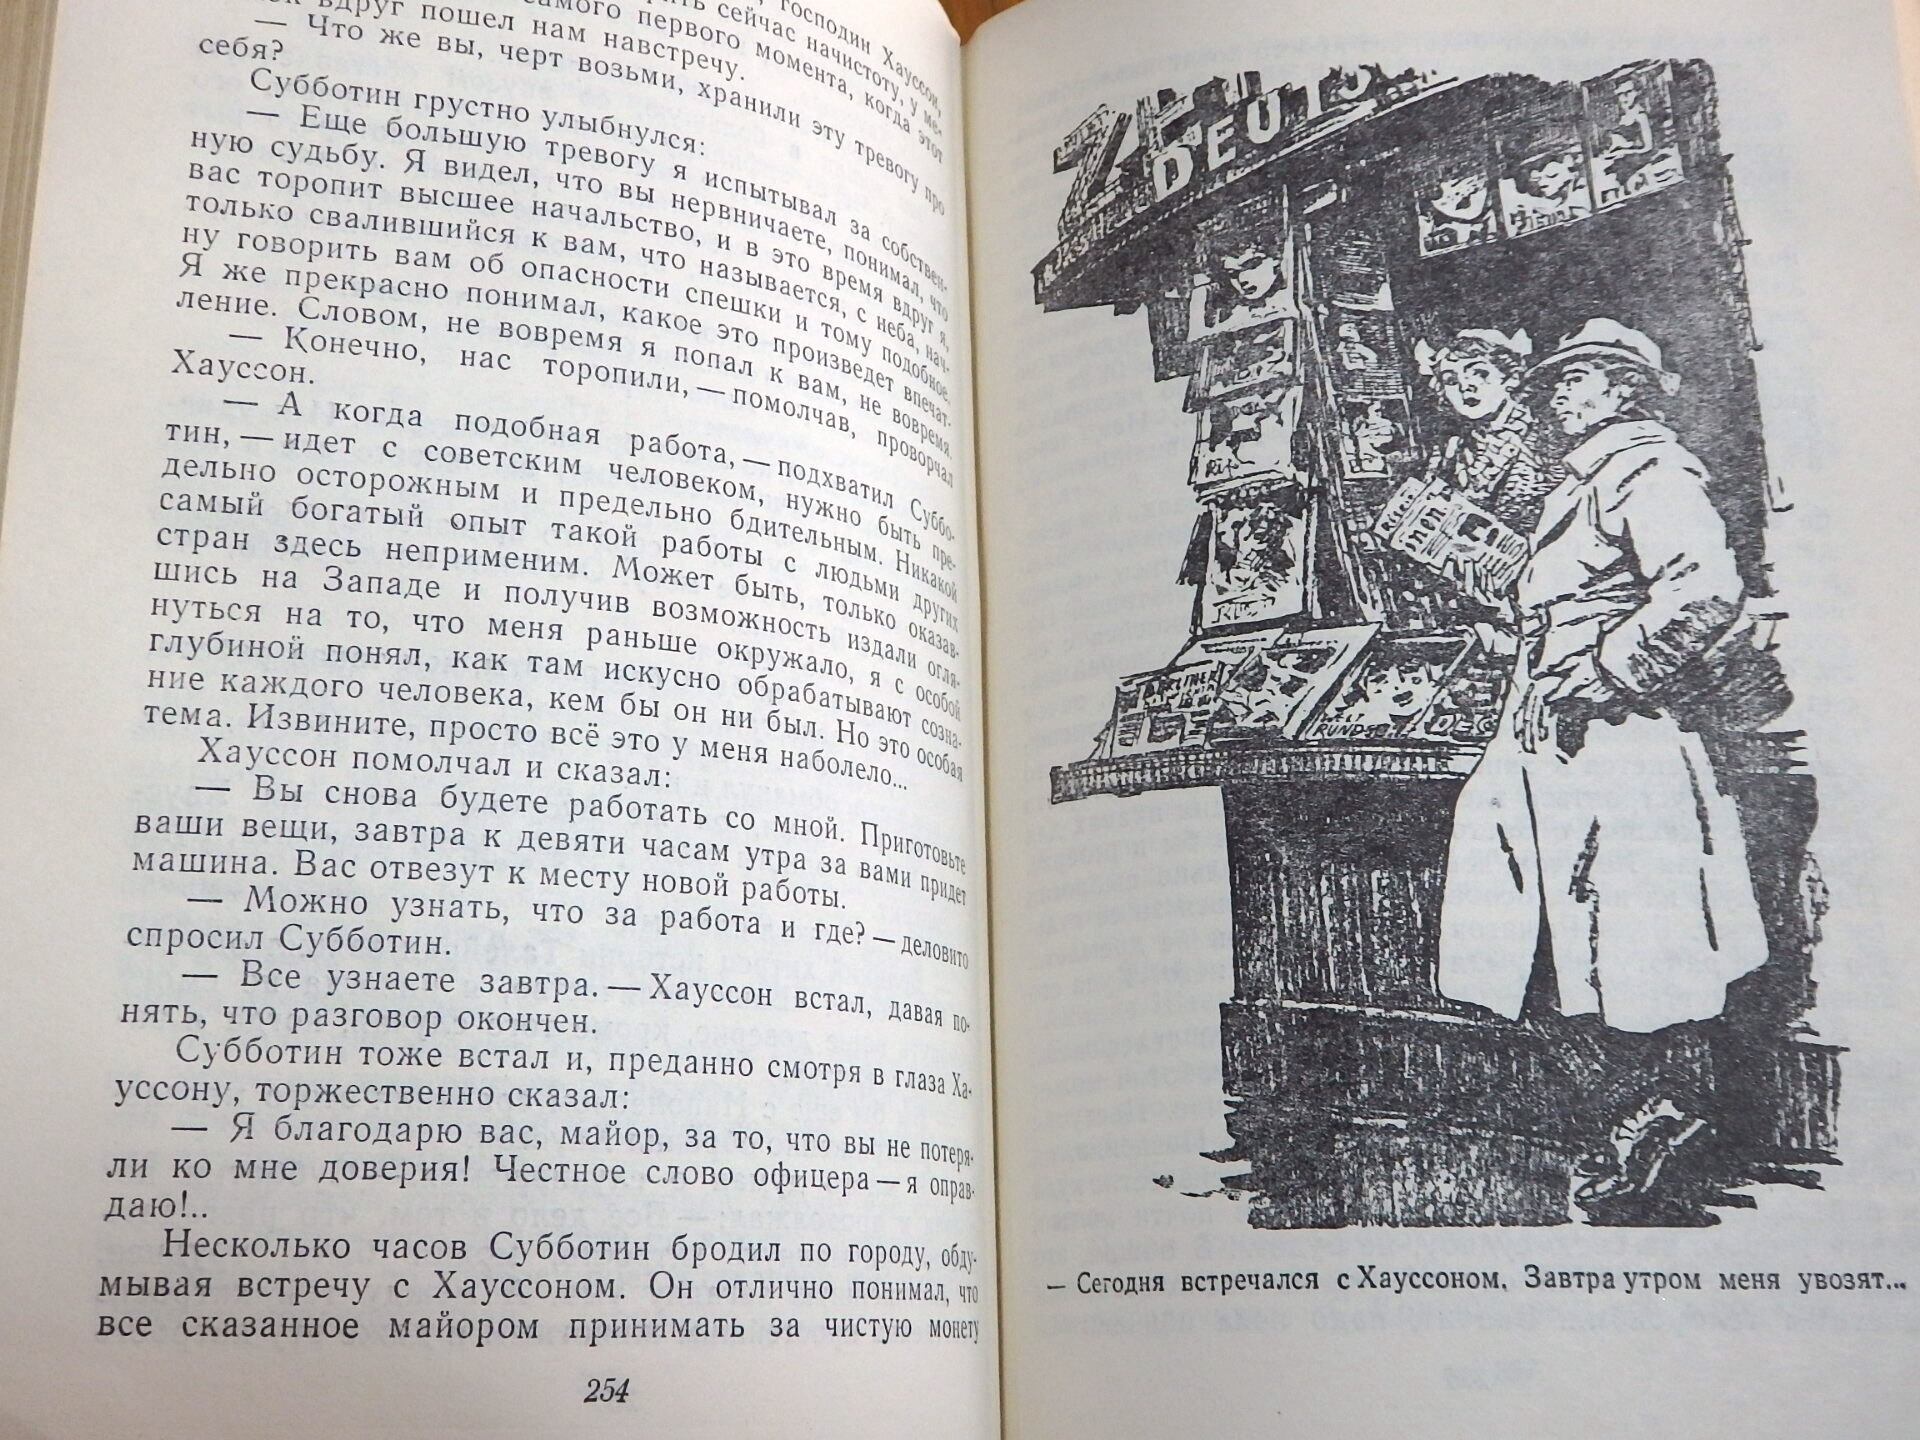 господин Хауссон,
рить сейчас начистоту, у ме-
самого первого момента, когда этот
вдруг пошел нам навстречу.
— Что же вы, черт возьми, хранили эту тревогу про
себя?
Субботин грустно улыбнулся:
— Еще большую тревогу я испытывал за собствен-
ную судьбу. Я видел, что вы нервничаете, понимал, что
вас торопит высшее начальство, и в это время вдруг я,
только свалившийся к вам, что называется, с неба, нач-
ну говорить вам об опасности спешки и тому подобное.
Я же прекрасно понимал, какое это произведет впечат-
ление. Словом, не вовремя я попал к вам, не вовремя.
— Конечно, нас торопили, — помолчав, проворчал
Хауссон.
— А когда подобная работа, — подхватил Суббо-
тин, — идет с советским человеком, нужно быть пре-
дельно осторожным и предельно бдительным. Никакой
самый богатый опыт такой работы с людьми других
стран здесь неприменим. Может быть, только оказав-
шись на Западе и получив возможность издали огля-
нуться на то, что меня раньше окружало, я с особой
глубиной понял, как там искусно обрабатывают созна-
ние каждого человека, кем бы он ни был. Но это особая
тема. Извините, просто всё это у меня наболело...
Хауссон помолчал и сказал:
— Вы снова будете работать со мной. Приготовьте
ваши вещи, завтра к девяти часам утра за вами придет
машина. Вас отвезут к месту новой работы.
— Можно узнать, что за работа и где? — деловито
спросил Субботин.
— Все узнаете завтра. — Хауссон встал, давая по-
нять, что разговор окончен.
Субботин тоже встал и, преданно смотря в глаза Ха-
уссону, торжественно сказал:
— Я благодарю вас, майор, за то, что вы не потеря-
ли ко мне доверия! Честное слово офицера — я оправ-
даю!..
Несколько часов Субботин бродил по городу, обду-
мывая встречу с Хауссоном. Он отлично понимал, что
все сказанное майором принимать за чистую монету
254
DEUTS
BERLINER
WELT
RUNDS
— Сегодня встречался с Хауссоном. Завтра утром меня увозят...